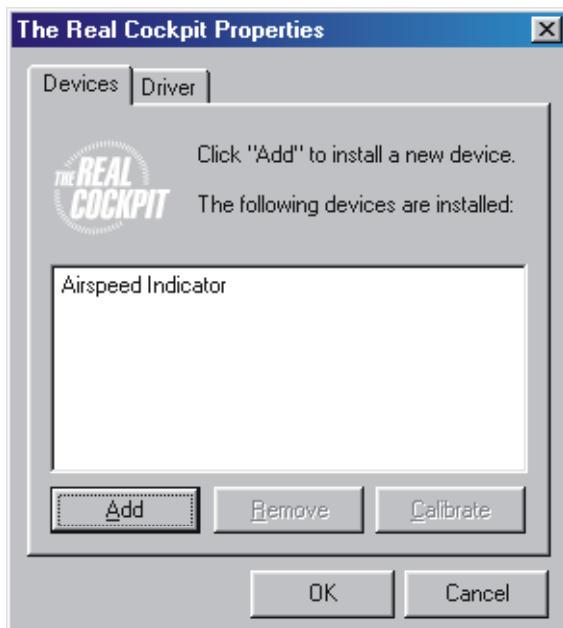 The Real Cockpit Properties
Devices
Driver
THE REAL
COCKPIT
Click "Add" to install a new device.
The following devices are installed:
Airspeed Indicator
Add
Remove
Calibrate
OK
Cancel